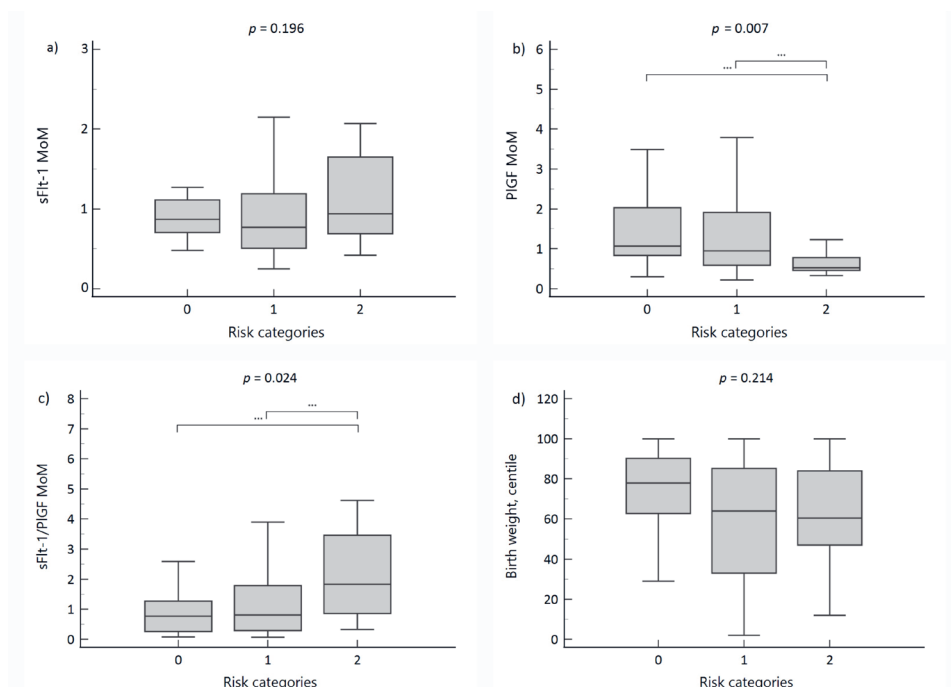 p = 0.196
a)
3
2
1
0
sFlt-1 MoM
0 1 2
Risk categories
p = 0.007
b)
6
5
4
3
2
1
0
PlGF MoM
...
...
0 1 2
Risk categories
p = 0.024
c)
8
7
6
5
4
3
2
1
0
sFlt-1/PlGF MoM
...
...
0 1 2
Risk categories
p = 0.214
d)
120
100
80
60
40
20
0
Birth weight, centile
0 1 2
Risk categories